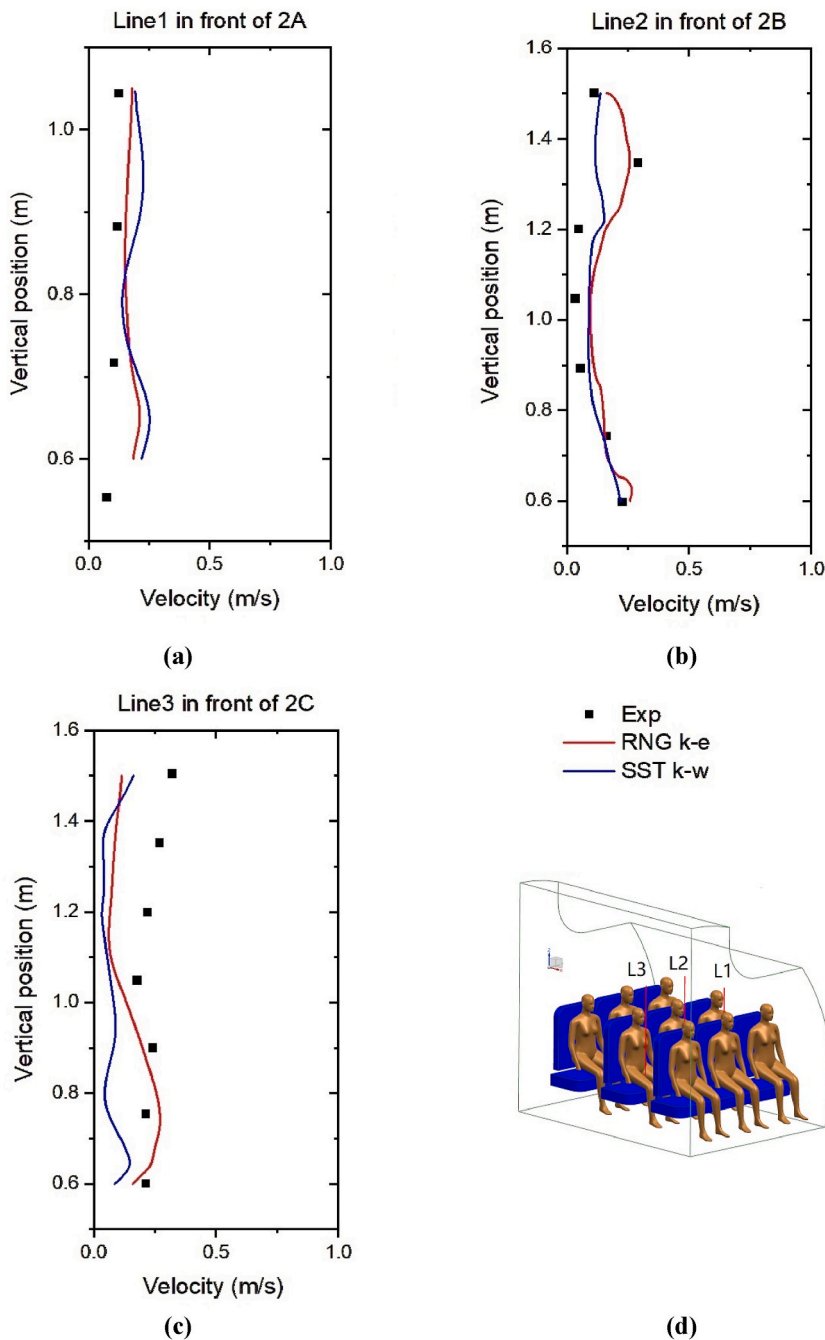 Line1 in front of 2A
1.0
0.8
0.6
0.0
0.5
1.0
Vertical position (m)
Velocity (m/s)
(a)
Line2 in front of 2B
1.6
1.4
1.2
1.0
0.8
0.6
0.0
0.5
1.0
Vertical position (m)
Velocity (m/s)
(b)
Line3 in front of 2C
1.6
1.4
1.2
1.0
0.8
0.6
0.0
0.5
1.0
Vertical position (m)
Velocity (m/s)
(c)
Exp
RNG k-e
SST k-w
L3
L2
L1
(d)